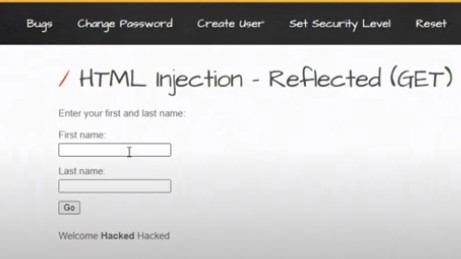 Bugs Change Password Create User Set Security Level Reset
/ HTML Injection - Reflected (GET)
Enter your first and last name:
First name:
Last name:
Go
Welcome Hacked Hacked